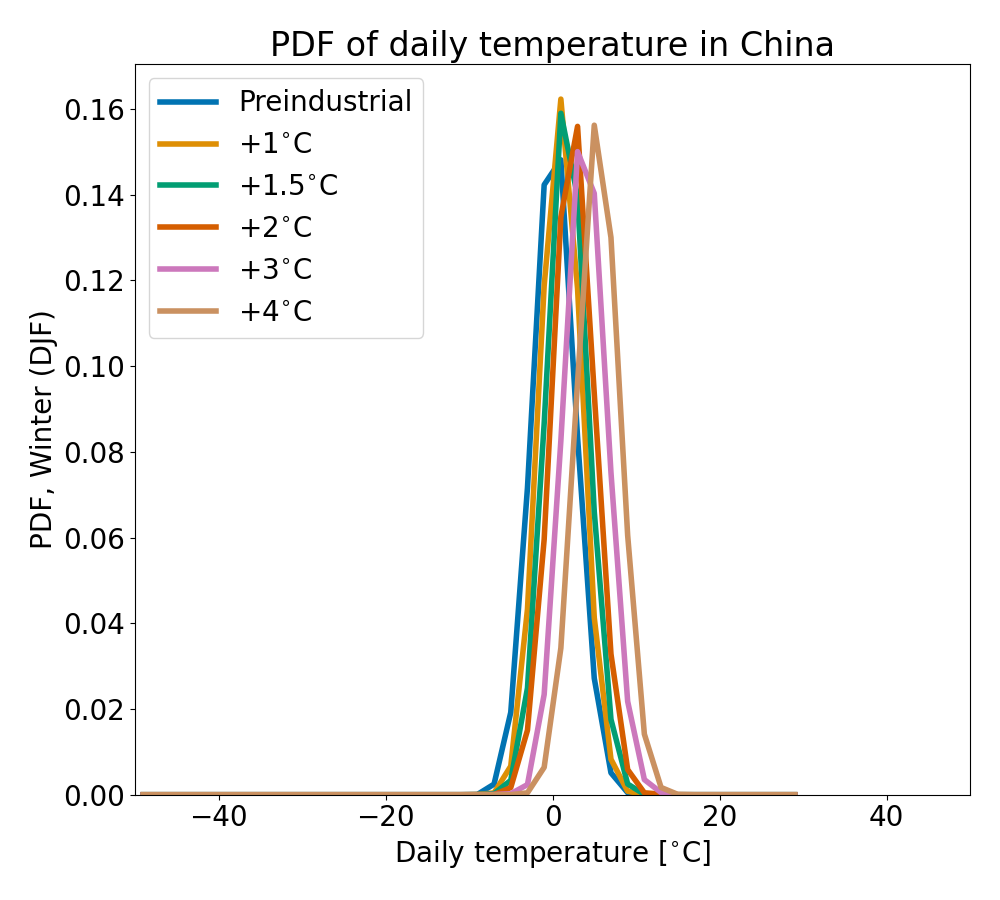 PDF of daily temperature in China
Preindustrial
+1°C
+1.5°C
+2°C
+3°C
+4°C
PDF, Winter (DJF)
0.16
0.14
0.12
0.10
0.08
0.06
0.04
0.02
0.00
−40 −20 0 20 40
Daily temperature [°C]